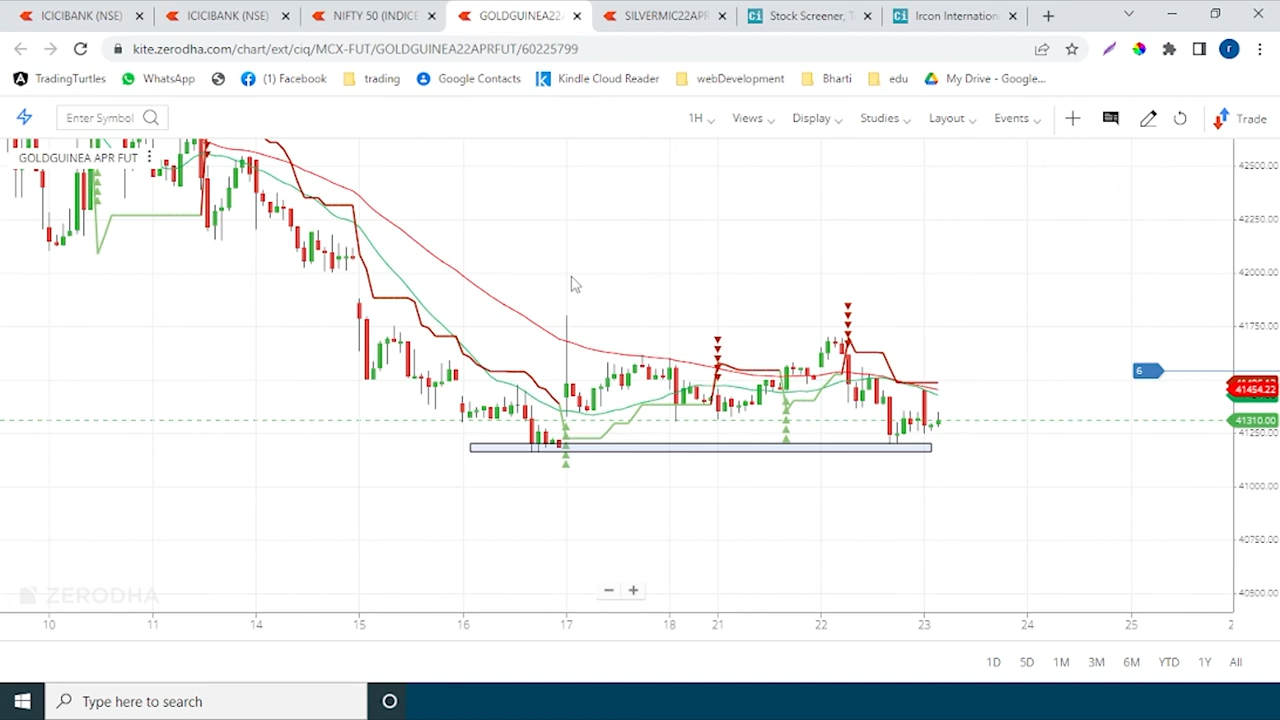 ICICIBANK (NSE)
ICICIBANK (NSE)
NIFTY 50 (INDICE
GOLDGUINEA22
SILVERMIC22APR
Stock Screener, T
Ircon Internation
kite.zerodha.com/chart/ext/ciq/MCX-FUT/GOLDGUINEA22APRFUT/60225799
r
TradingTurtles
WhatsApp
(1) Facebook
trading
Google Contacts
Kindle Cloud Reader
webDevelopment
Bharti
edu
My Drive - Google...
Enter Symbol
1H
Views
Display
Studies
Layout
Events
Trade
GOLDGUINEA APR FUT
42500.00
42250.00
42000.00
41750.00
6
41454.22
41310.00
41250.00
41000.00
40750.00
40500.00
ZERODHA
10
11
14
15
16
17
18
21
22
23
24
25
2
1D
5D
1M
3M
6M
YTD
1Y
All
Type here to search